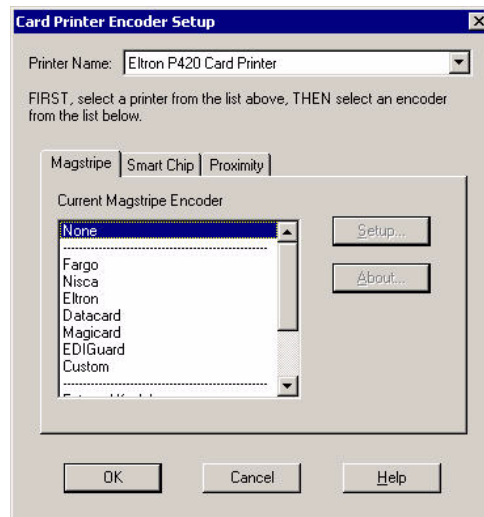 Card Printer Encoder Setup
Printer Name: Eltron P420 Card Printer
FIRST, select a printer from the list above, THEN select an encoder
from the list below.
Magstripe Smart Chip Proximity
Current Magstripe Encoder
None
Setup...
Fargo
Nisca
About...
Eltron
Datacard
Magicard
EDIGuard
Custom
OK Cancel Help